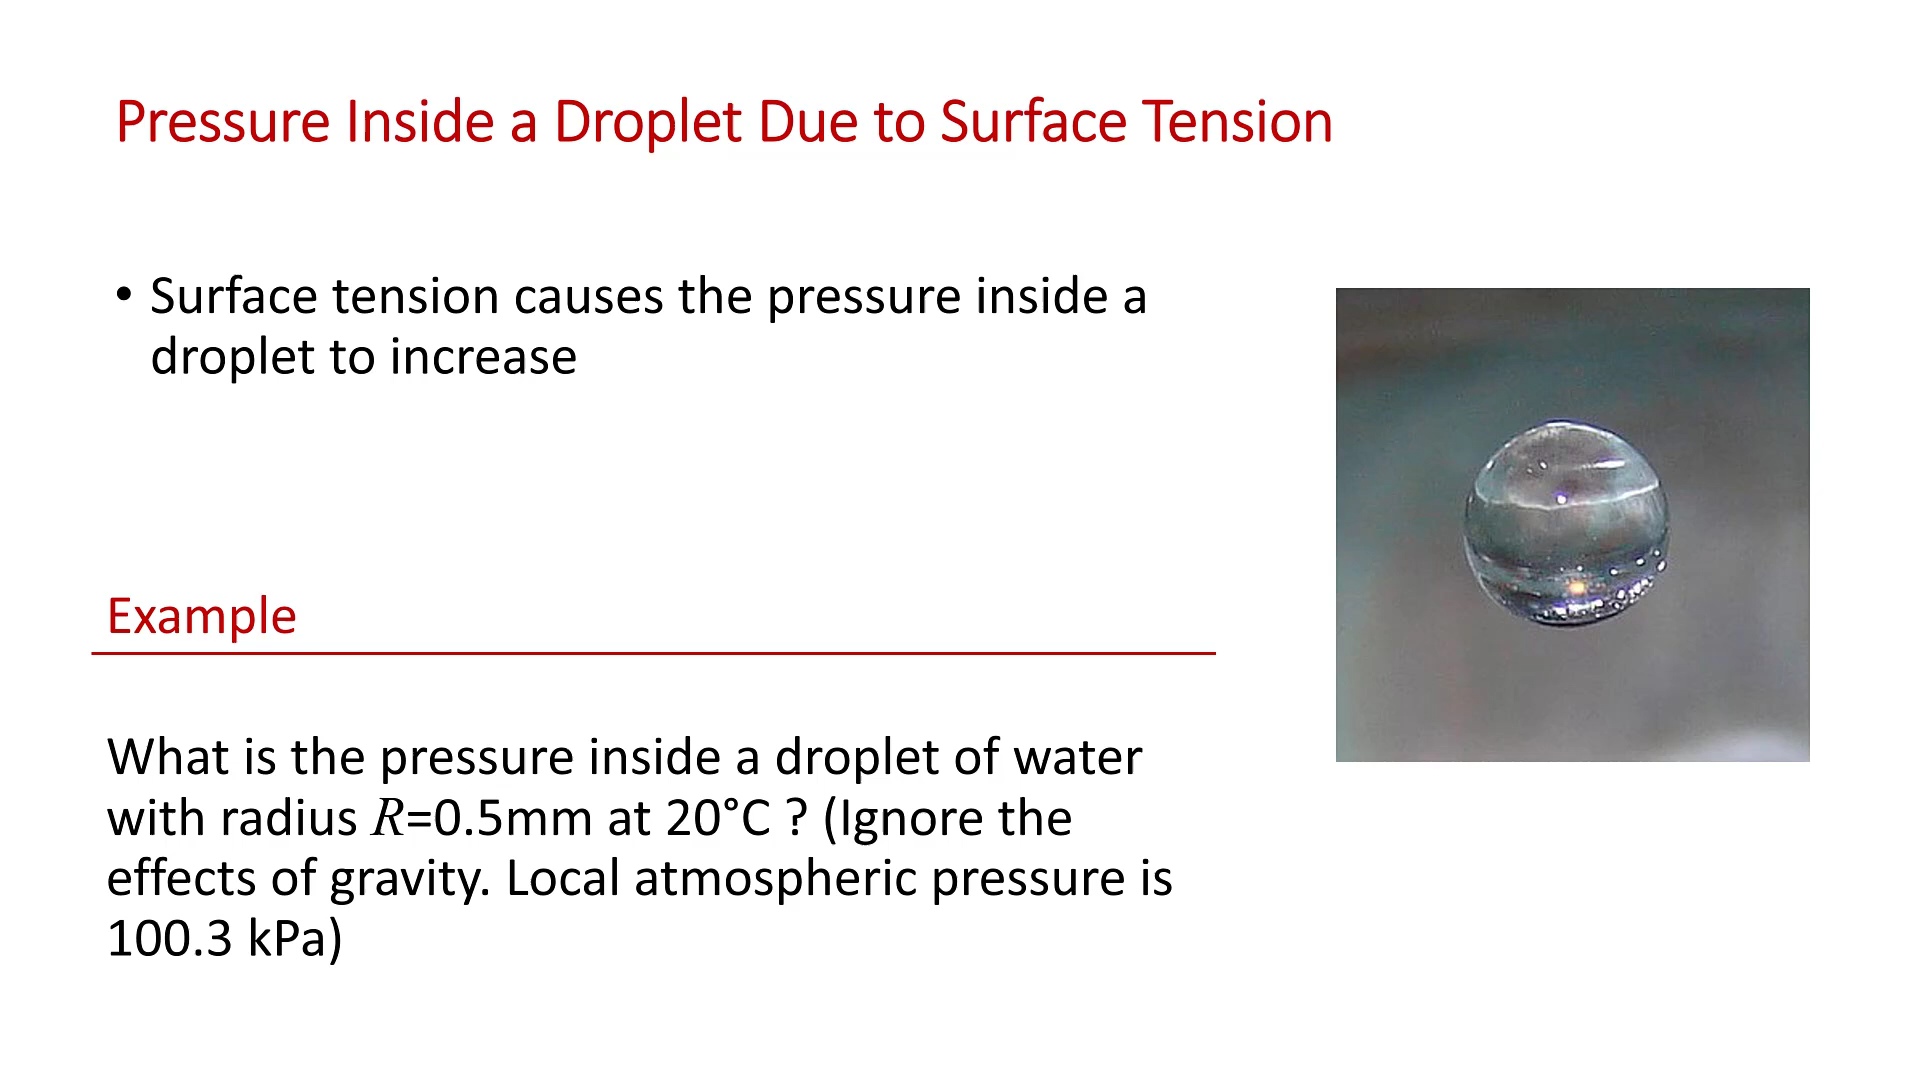 Pressure Inside a Droplet Due to Surface Tension
• Surface tension causes the pressure inside a
droplet to increase
Example
What is the pressure inside a droplet of water
with radius R=0.5mm at 20°C ? (Ignore the
effects of gravity. Local atmospheric pressure is
100.3 kPa)